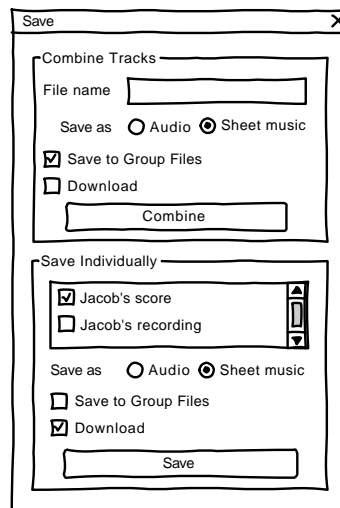 Save
Combine Tracks
File name
Save as Audio Sheet music
Save to Group Files
Download
Combine
Save Individually
Jacob's score
Jacob's recording
Save as Audio Sheet music
Save to Group Files
Download
Save